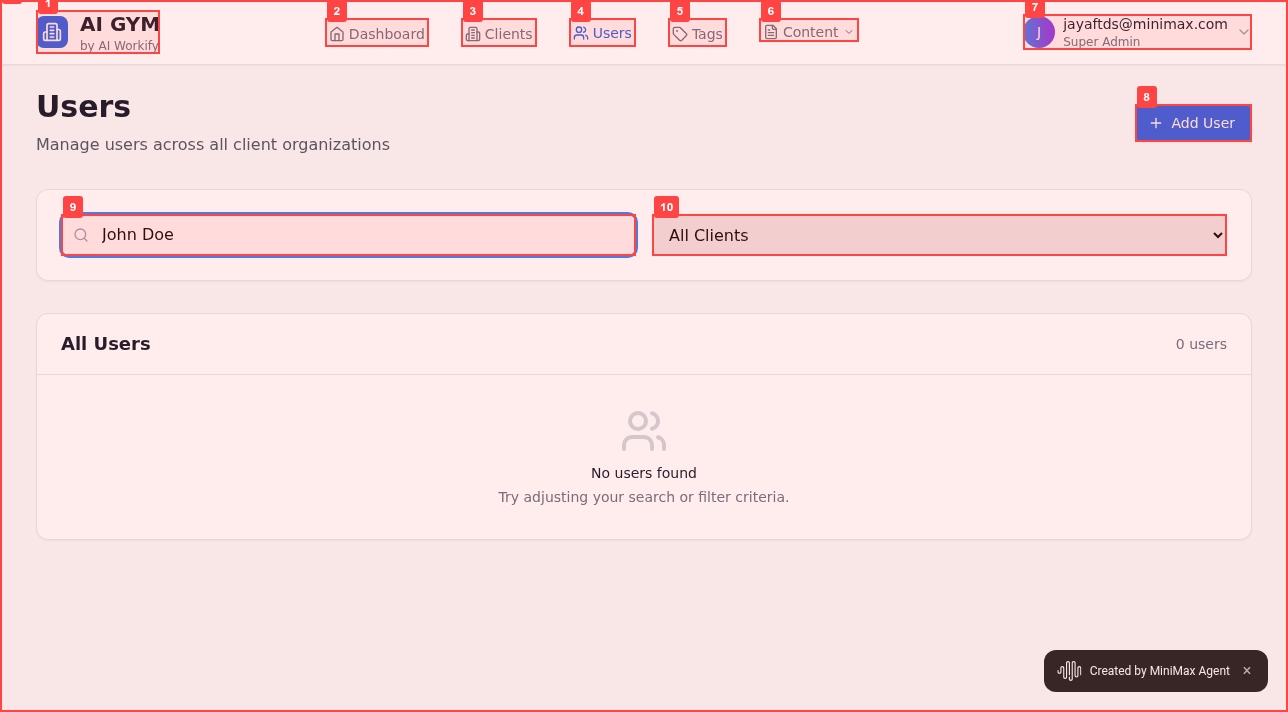 1
2
3
4
5
6
7
AI GYM
by AI Workify
Dashboard
Clients
Users
Tags
Content
J
jayaftds@minimax.com
Super Admin
Users
Manage users across all client organizations
8
Add User
9
John Doe
10
All Clients
All Users
0 users
No users found
Try adjusting your search or filter criteria.
Created by MiniMax Agent ×